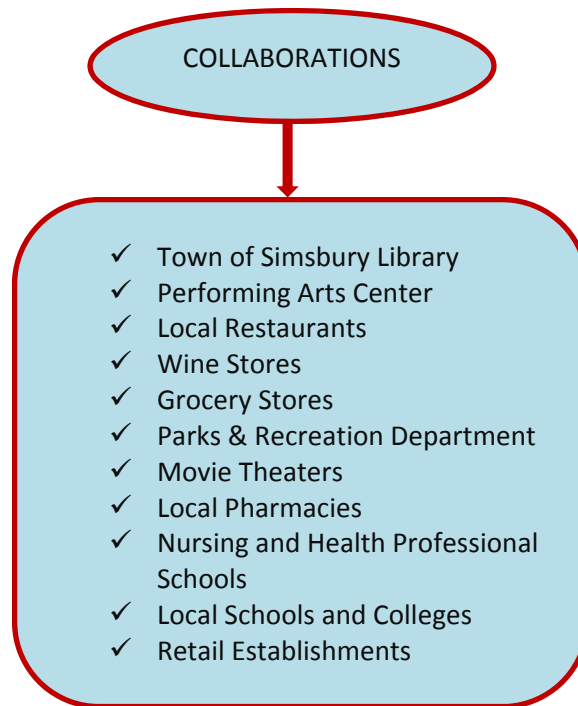 COLLABORATIONS
✓ Town of Simsbury Library
✓ Performing Arts Center
✓ Local Restaurants
✓ Wine Stores
✓ Grocery Stores
✓ Parks & Recreation Department
✓ Movie Theaters
✓ Local Pharmacies
✓ Nursing and Health Professional
Schools
✓ Local Schools and Colleges
✓ Retail Establishments